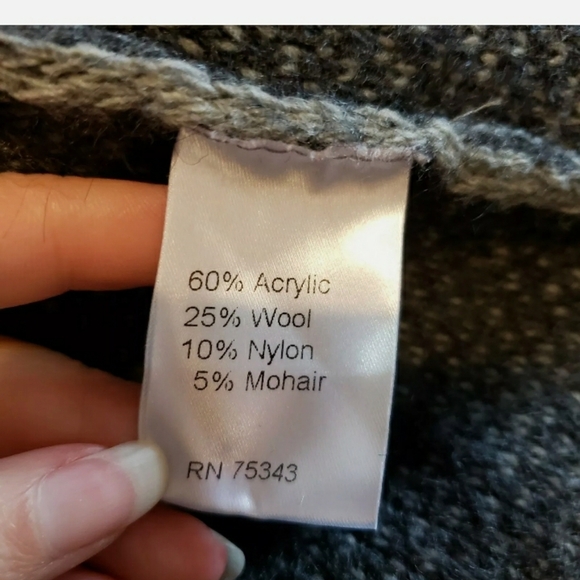 60% Acrylic
25% Wool
10% Nylon
5% Mohair
RN 75343